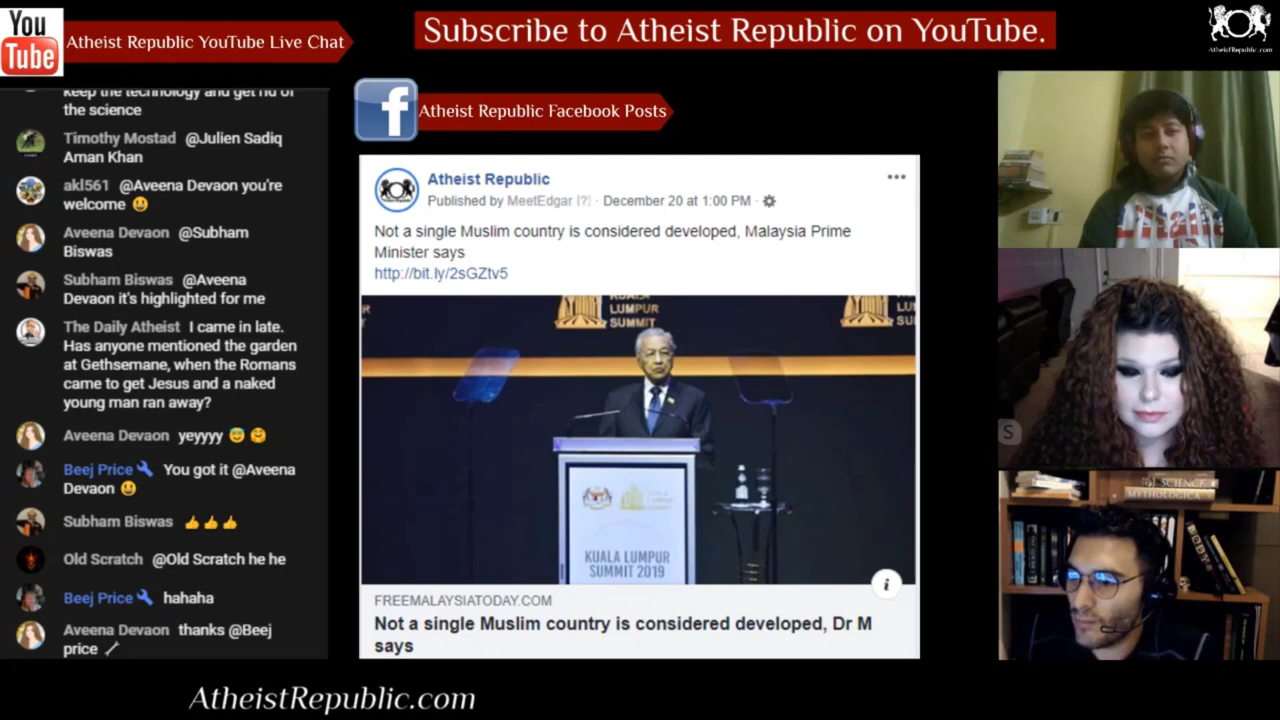 You
Tube
Atheist Republic YouTube Live Chat
Subscribe to Atheist Republic on YouTube.
AtheistRepublic.com
keep the technology and get rid of
the science
Timothy Mostad @Julien Sadiq
Aman Khan
akl561 @Aveena Devaon you're
welcome 😃
Aveena Devaon @Subham
Biswas
Subham Biswas @Aveena
Devaon it's highlighted for me
The Daily Atheist I came in late.
Has anyone mentioned the garden
at Gethsemane, when the Romans
came to get Jesus and a naked
young man ran away?
Aveena Devaon yeyyyy 😇 🤗
Beej Price 🔧 You got it @Aveena
Devaon 😃
Subham Biswas 👍👍👍
Old Scratch @Old Scratch he he
Beej Price 🔧 hahaha
Aveena Devaon thanks @Beej
price
f
Atheist Republic Facebook Posts
Atheist Republic
Published by MeetEdgar [?] · December 20 at 1:00 PM ·
Not a single Muslim country is considered developed, Malaysia Prime
Minister says
http://bit.ly/2sGZtv5
KUALA
LUMPUR
SUMMIT
KUALA LUMPUR
SUMMIT 2019
i
FREEMALAYSIATODAY.COM
Not a single Muslim country is considered developed, Dr M
says
S
SCIENCE
MYTHOLOGICA
BODY
AtheistRepublic.com